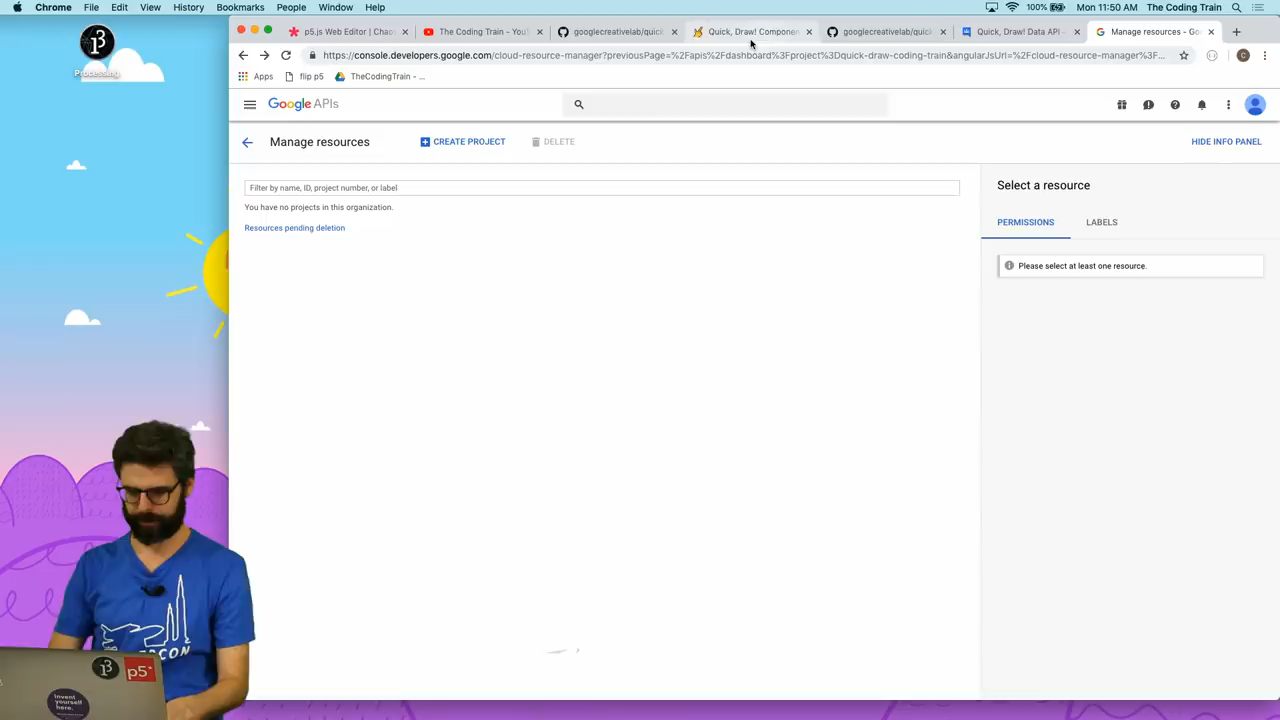 Chrome File Edit View History Bookmarks People Window Help 100% Mon 11:50 AM The Coding Train
p5.js Web Editor | Chao The Coding Train - You googlecreativelab/quick Quick, Draw! Componen googlecreativelab/quick Quick, Draw! Data API - Manage resources - Go
https://console.developers.google.com/cloud-resource-manager?previousPage=%2Fapis%2Fdashboard%3Fproject%3Dquick-draw-coding-train&angularJsUrl=%2Fcloud-resource-manager%3F...
Apps flip p5 TheCodingTrain - ...
Google APIs
Manage resources CREATE PROJECT DELETE HIDE INFO PANEL
Filter by name, ID, project number, or label
You have no projects in this organization.
Resources pending deletion
Select a resource
PERMISSIONS LABELS
Please select at least one resource.
Processing
p5*
Invent
yourself
here.